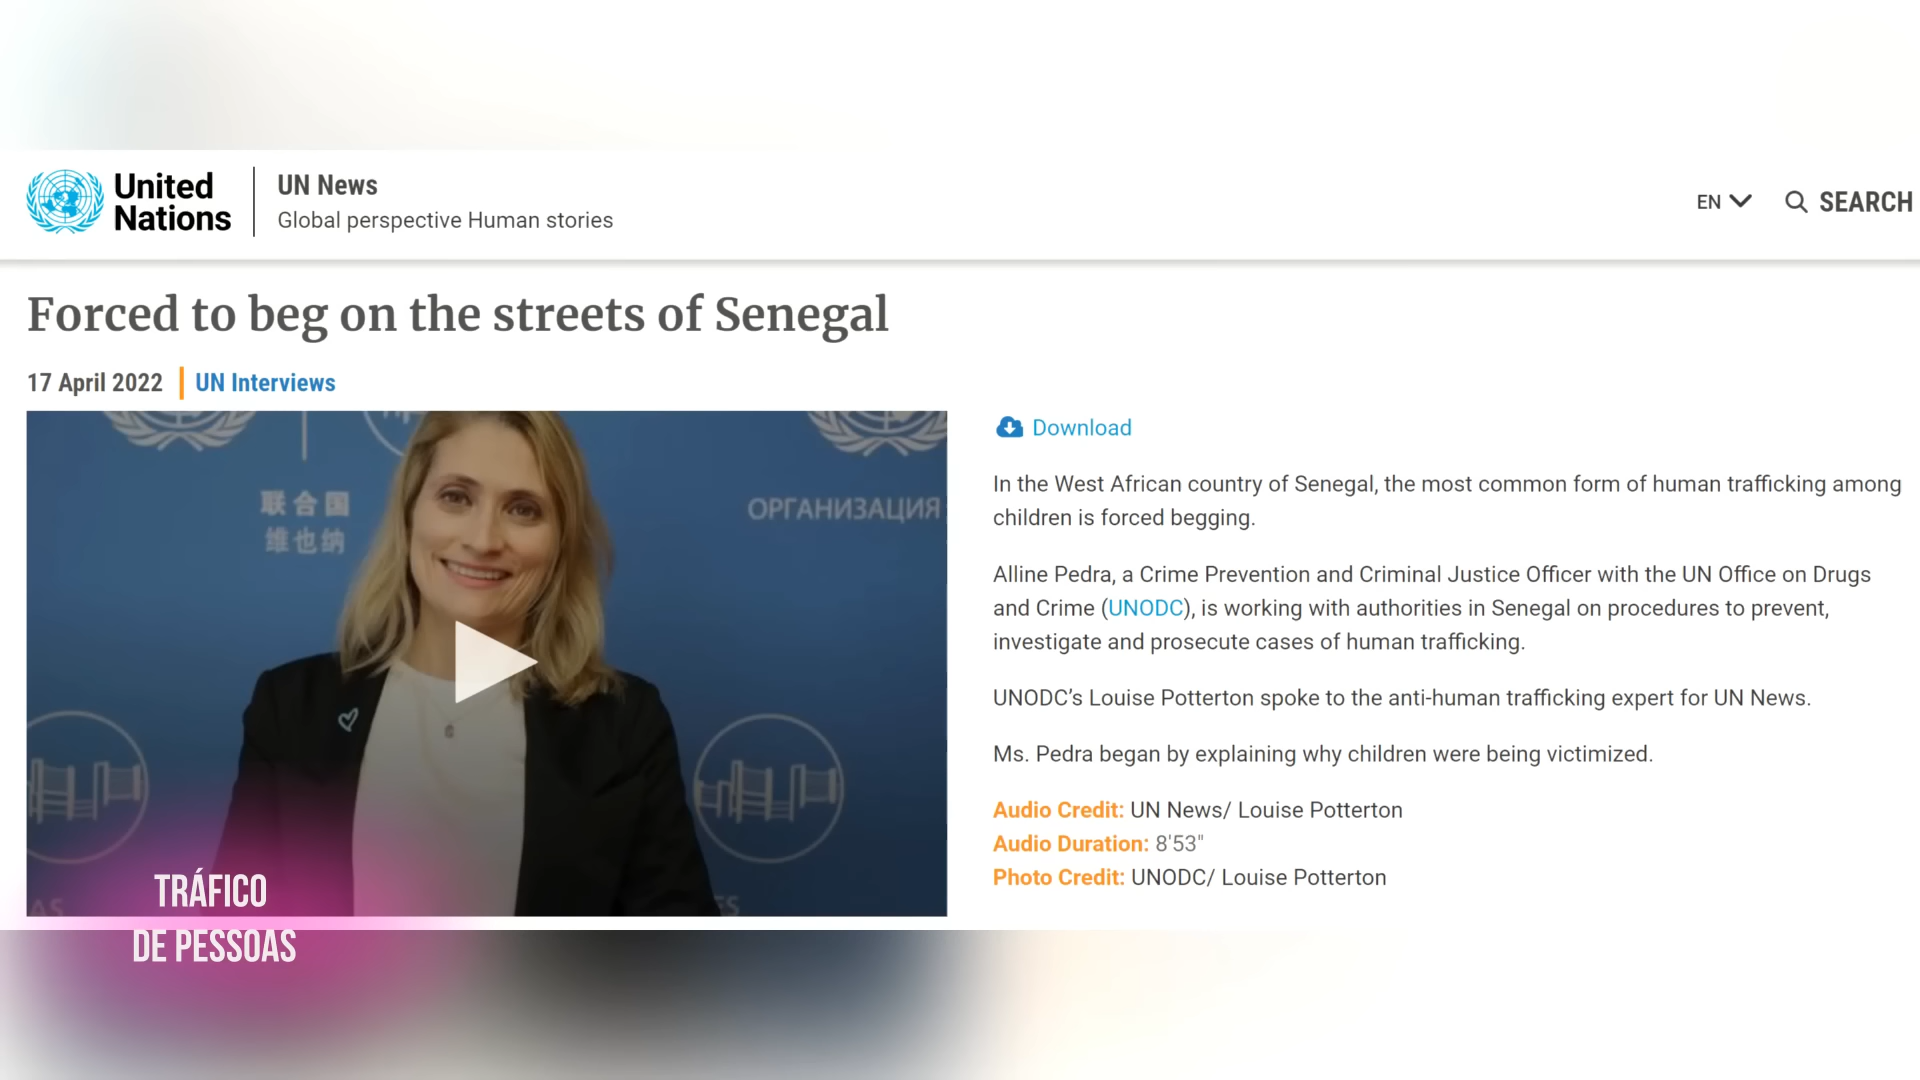 United
Nations
UN News
Global perspective Human stories
EN
SEARCH
Forced to beg on the streets of Senegal
17 April 2022
UN Interviews
联合国
维也纳
ОРГАНИЗАЦИЯ
Download
In the West African country of Senegal, the most common form of human trafficking among
children is forced begging.
Alline Pedra, a Crime Prevention and Criminal Justice Officer with the UN Office on Drugs
and Crime (UNODC), is working with authorities in Senegal on procedures to prevent,
investigate and prosecute cases of human trafficking.
UNODC’s Louise Potterton spoke to the anti-human trafficking expert for UN News.
Ms. Pedra began by explaining why children were being victimized.
Audio Credit: UN News/ Louise Potterton
Audio Duration: 8'53"
Photo Credit: UNODC/ Louise Potterton
TRÁFICO
DE PESSOAS